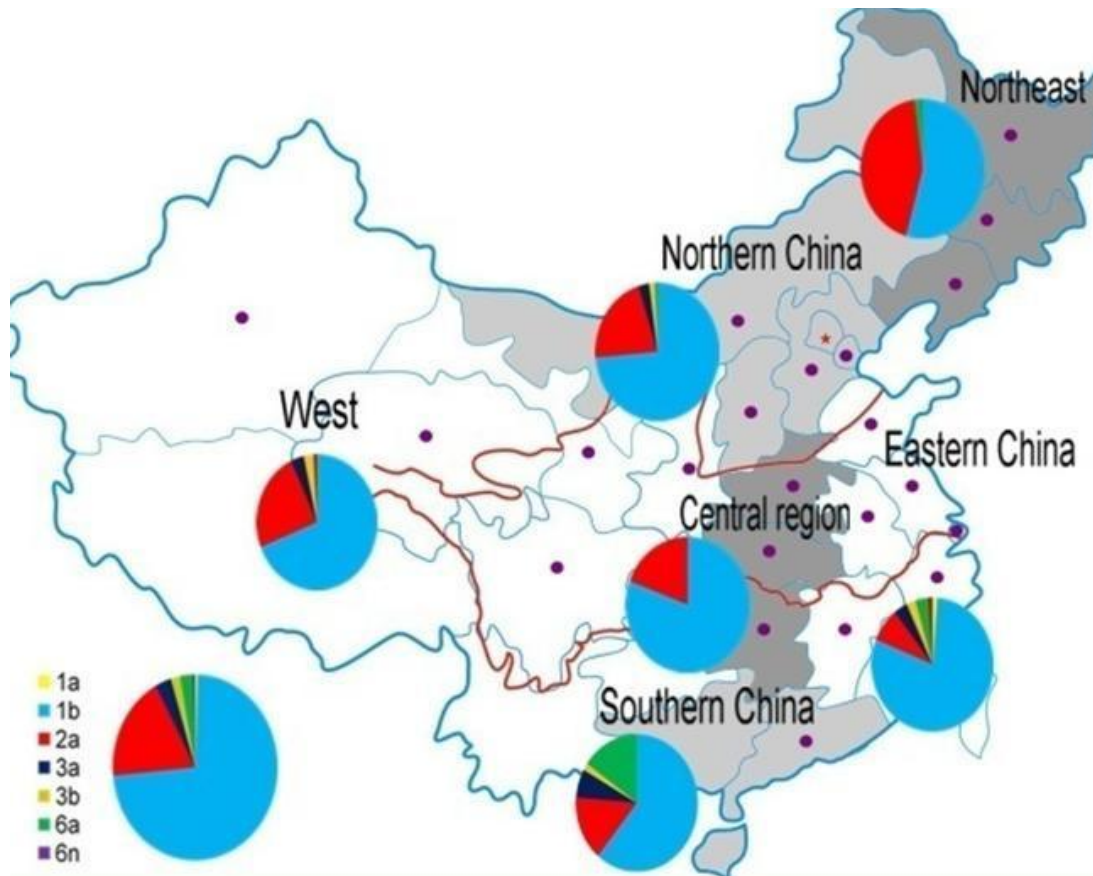 Northeast
Northern China
West
Eastern China
Central region
Southern China
1a
1b
2a
3a
3b
6a
6n